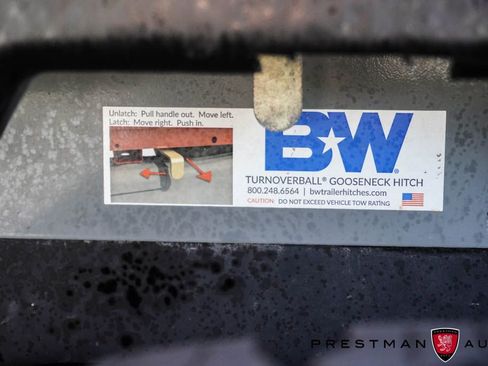 Unlatch: Pull handle out. Move left.
Latch: Move right. Push in.
BW
TURNOVERBALL® GOOSENECK HITCH
800.248.6564 | bwtrailerhitches.com
CAUTION: DO NOT EXCEED VEHICLE TOW RATING
PRESTMAN AU